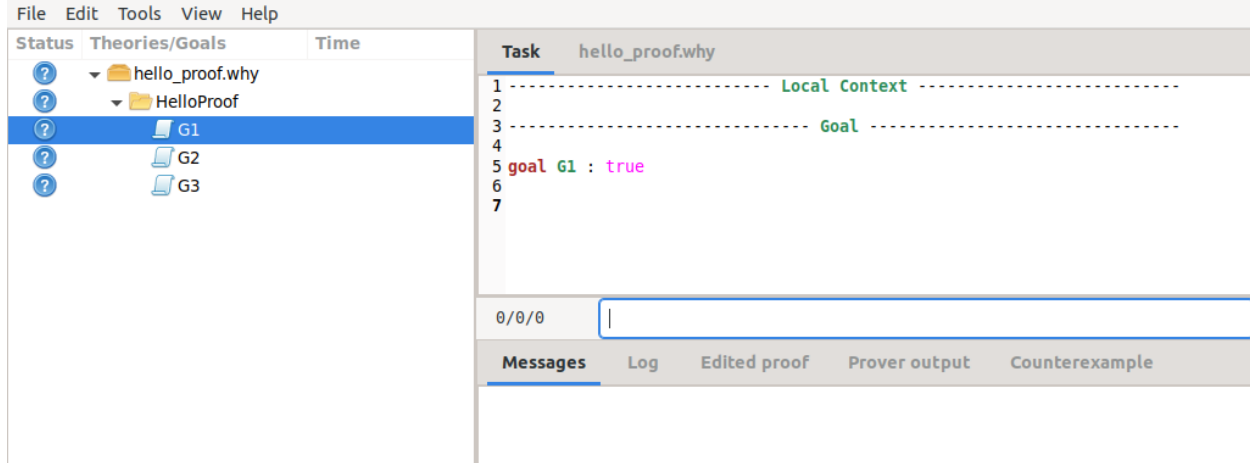 File Edit Tools View Help
Status Theories/Goals Time
hello_proof.why
HelloProof
G1
G2
G3
Task hello_proof.why
1 --------------------------- Local Context ---------------------------
2
3 ------------------------------- Goal --------------------------------
4
5 goal G1 : true
6
7
0/0/0
Messages Log Edited proof Prover output Counterexample